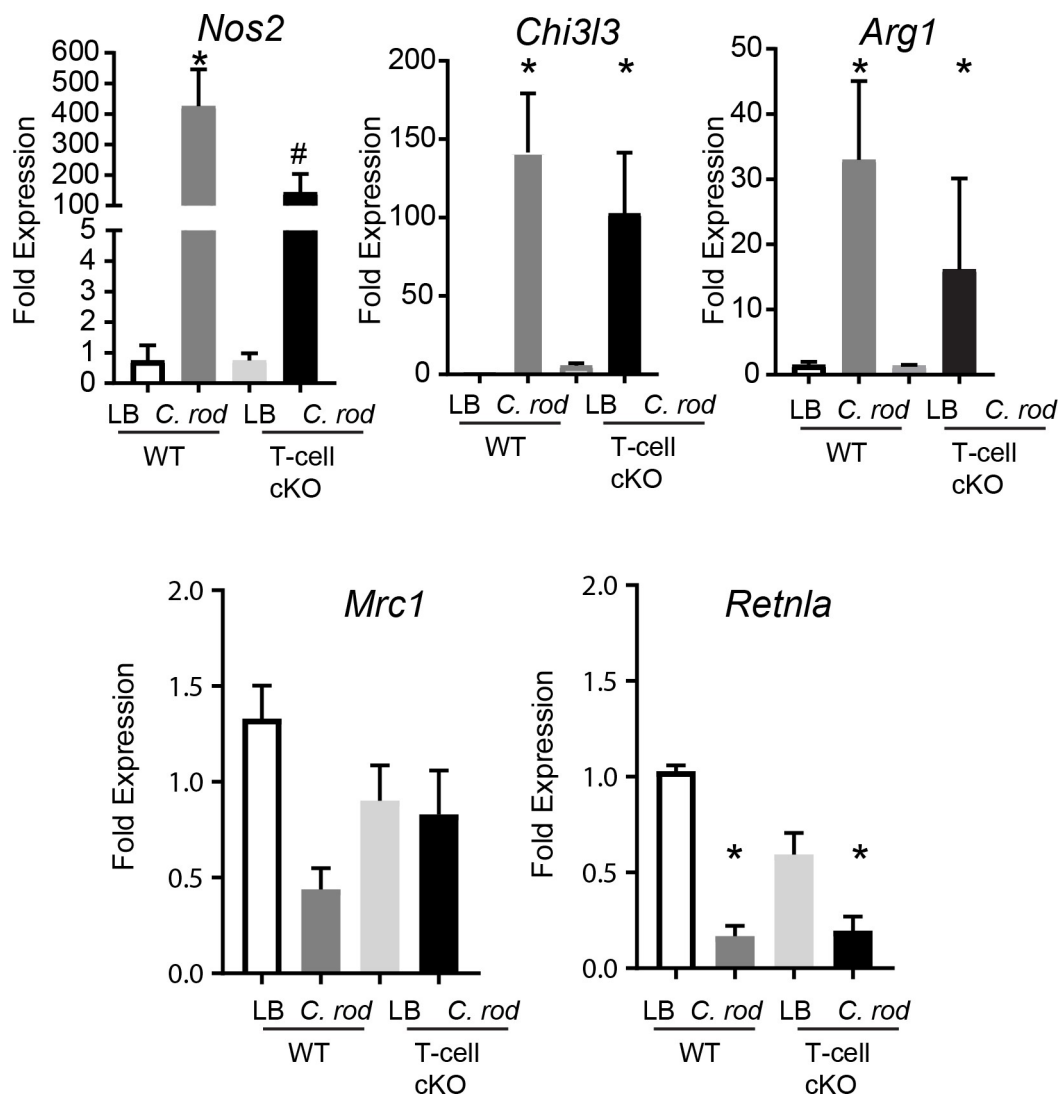 Nos2
Fold Expression
600
500
400
300
200
100
5
4
3
2
1
0
*
#
LB C. rod LB C. rod
WT T-cell
cKO
Chi3l3
Fold Expression
200
150
100
50
0
* *
LB C. rod LB C. rod
WT T-cell
cKO
Arg1
Fold Expression
50
40
30
20
10
0
* *
LB C. rod LB C. rod
WT T-cell
cKO
Mrc1
Fold Expression
2.0
1.5
1.0
0.5
0.0
LB C. rod LB C. rod
WT T-cell
cKO
Retnla
Fold Expression
2.0
1.5
1.0
0.5
0.0
* *
LB C. rod LB C. rod
WT T-cell
cKO